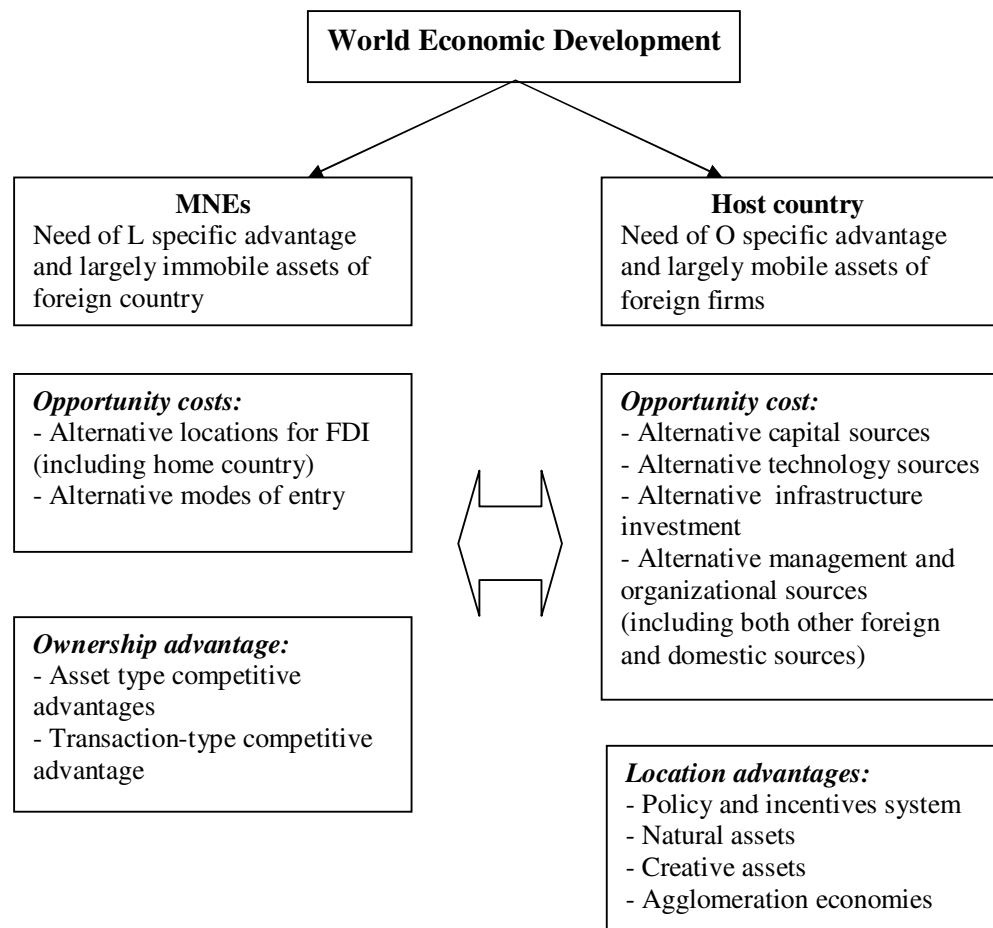 World Economic Development
MNEs
Need of L specific advantage
and largely immobile assets of
foreign country
Host country
Need of O specific advantage
and largely mobile assets of
foreign firms
Opportunity costs:
- Alternative locations for FDI
(including home country)
- Alternative modes of entry
Opportunity cost:
- Alternative capital sources
- Alternative technology sources
- Alternative infrastructure
investment
- Alternative management and
organizational sources
(including both other foreign
and domestic sources)
Ownership advantage:
- Asset type competitive
advantages
- Transaction-type competitive
advantage
Location advantages:
- Policy and incentives system
- Natural assets
- Creative assets
- Agglomeration economies